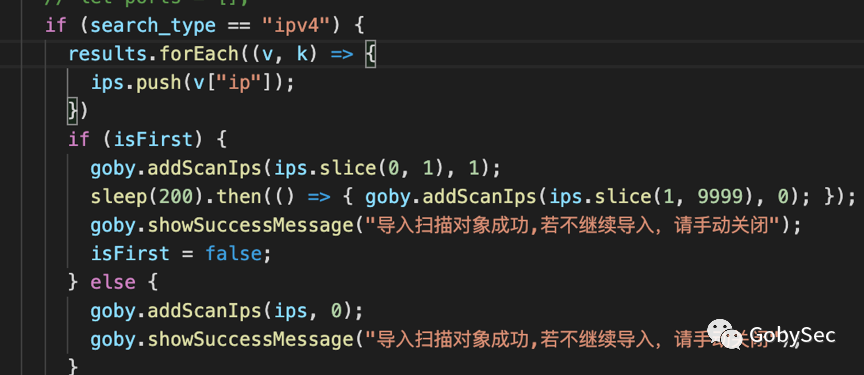 // let ports = [];
if (search_type == "ipv4") {
results.forEach((v, k) => {
ips.push(v["ip"]);
})
if (isFirst) {
goby.addScanIps(ips.slice(0, 1), 1);
sleep(200).then(() => { goby.addScanIps(ips.slice(1, 9999), 0); });
goby.showSuccessMessage("导入扫描对象成功,若不继续导入，请手动关闭");
isFirst = false;
} else {
goby.addScanIps(ips, 0);
goby.showSuccessMessage("导入扫描对象成功,若不继续导入，请手动关闭");
}
GobySec